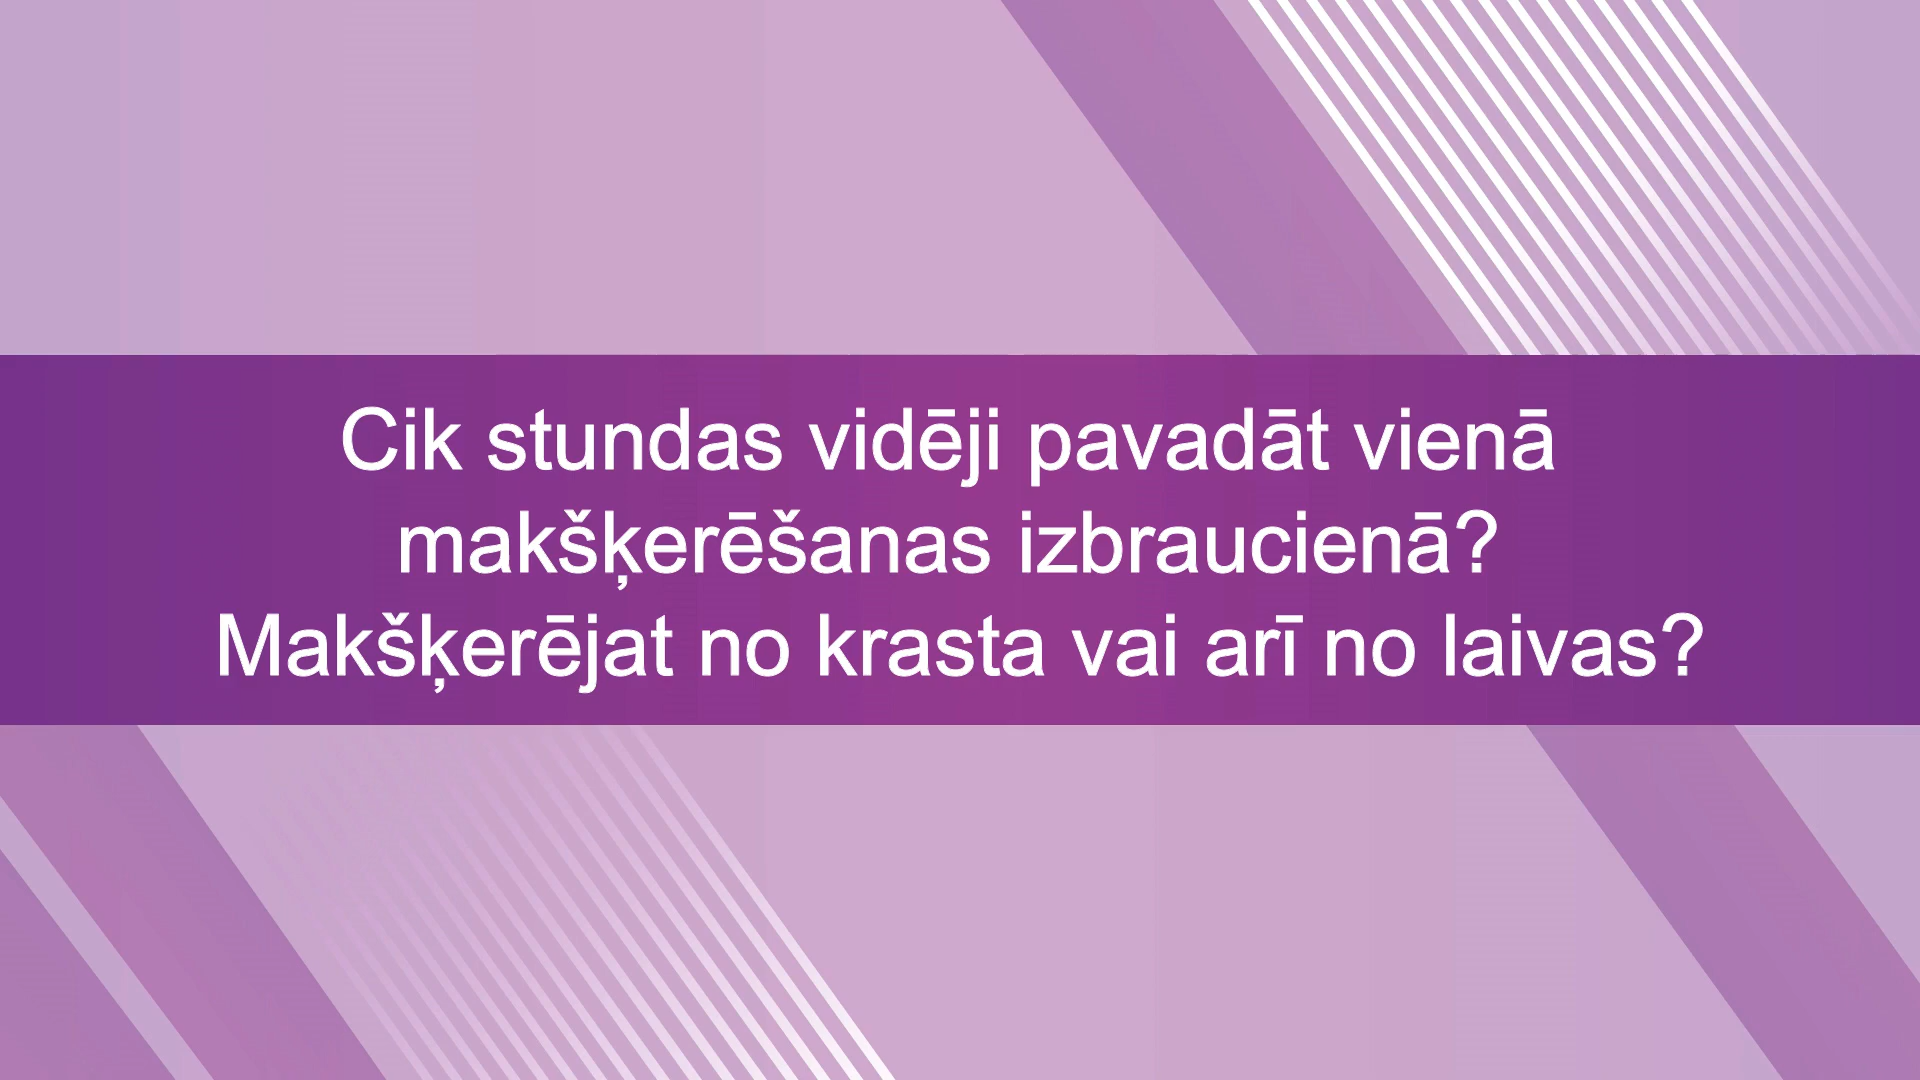 Cik stundas vidēji pavadāt vienā
makšķerēšanas izbraucienā?
Makšķerējat no krasta vai arī no laivas?